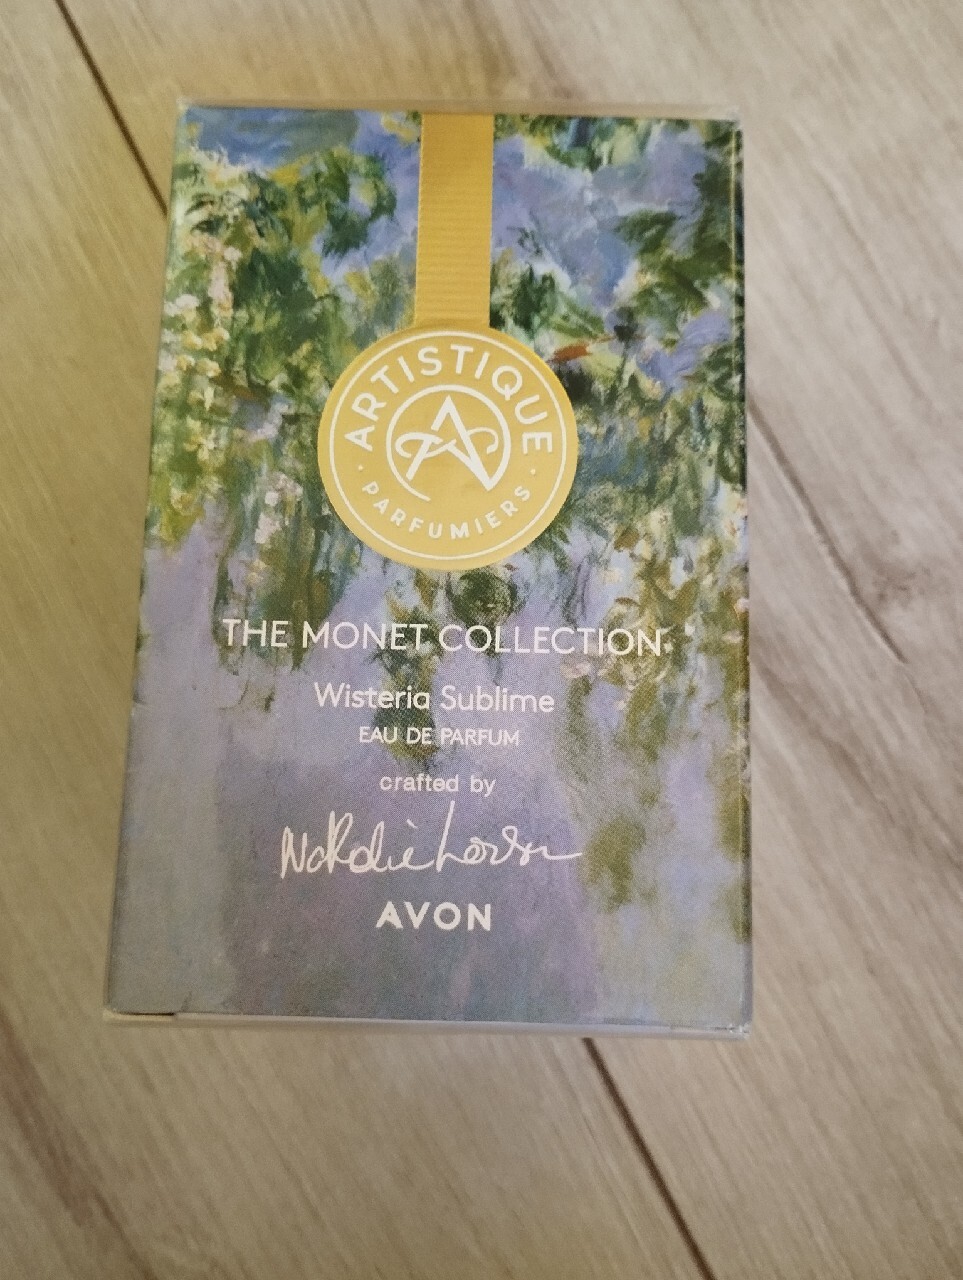 ARTISTIQUE
· PARFUMIERS ·
THE MONET COLLECTION
Wisteria Sublime
EAU DE PARFUM
crafted by
AVON